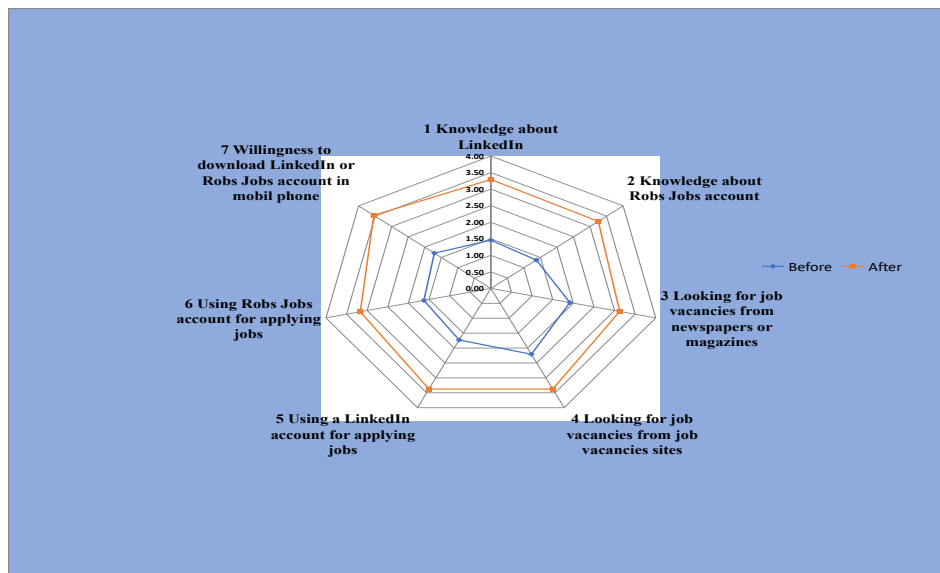 1 Knowledge about
LinkedIn
7 Willingness to
download LinkedIn or
Robs Jobs account in
mobil phone
2 Knowledge about
Robs Jobs account
4.00
3.50
3.00
2.50
2.00
1.50
1.00
0.50
0.00
Before
After
3 Looking for job
vacancies from
newspapers or
magazines
6 Using Robs Jobs
account for applying
jobs
5 Using a LinkedIn
account for applying
jobs
4 Looking for job
vacancies from job
vacancies sites